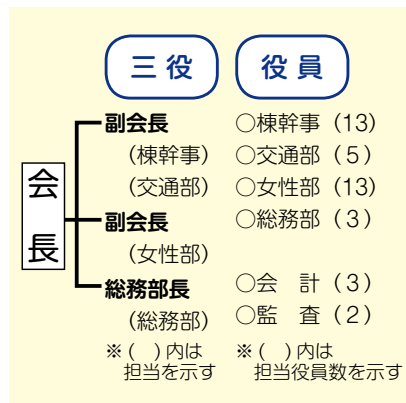 三役 役員
会長
副会長 ○棟幹事(13)
(棟幹事) ○交通部(5)
(交通部) ○女性部(13)
副会長 ○総務部(3)
(女性部)
総務部長 ○会 計(3)
(総務部) ○監 査(2)
※( )内は ※( )内は
担当を示す 担当役員数を示す